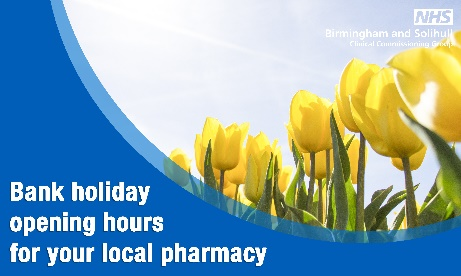 NHS
Birmingham and Solihull
Clinical Commissioning Group
Bank holiday
opening hours
for your local pharmacy